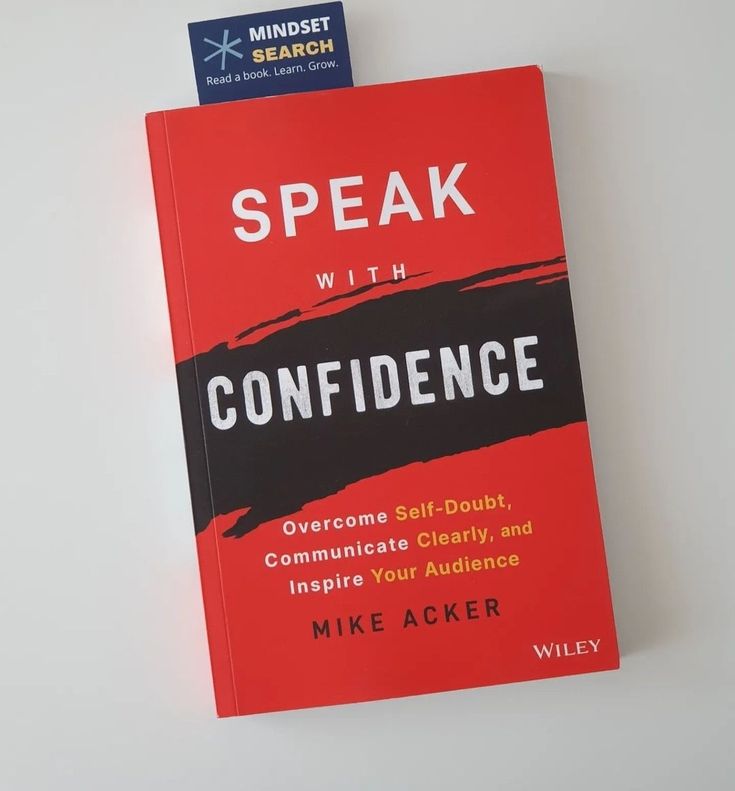 MINDSET
SEARCH
Read a book. Learn. Grow.
SPEAK
WITH
CONFIDENCE
Overcome Self-Doubt,
Communicate Clearly, and
Inspire Your Audience
MIKE ACKER
WILEY